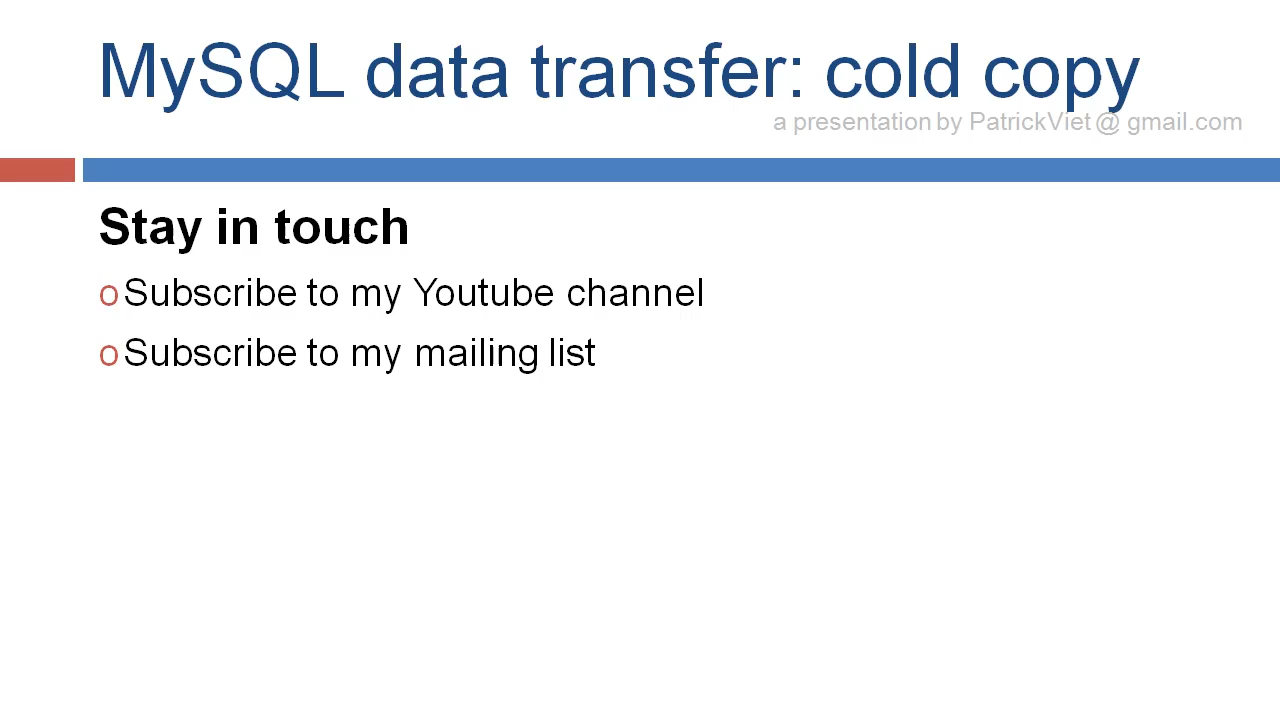 MySQL data transfer: cold copy
a presentation by PatrickViet @ gmail.com
Stay in touch
o Subscribe to my Youtube channel
o Subscribe to my mailing list